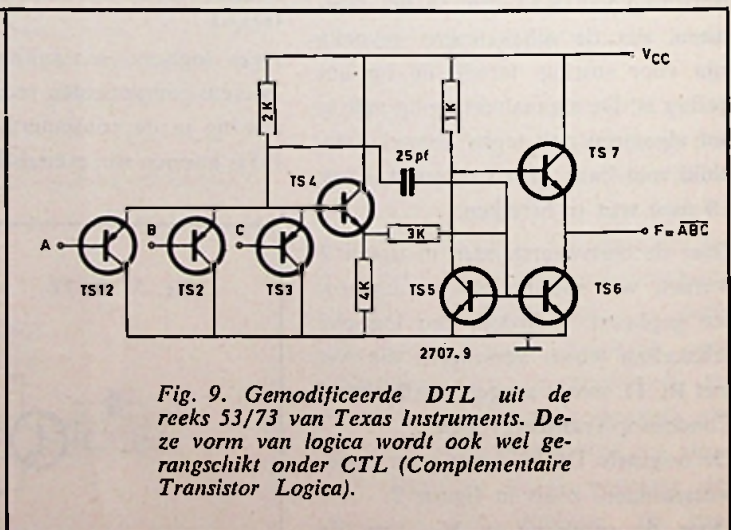 VCC
2K
1K
25pf
TS 7
TS 4
3K
F=ABC
A
B
C
4K
TS12
TS2
TS3
TS5
TS6
2707.9
Fig. 9. Gemodificeerde DTL uit de
reeks 53/73 van Texas Instruments. De-
ze vorm van logica wordt ook wel ge-
rangschikt onder CTL (Complementaire
Transistor Logica).